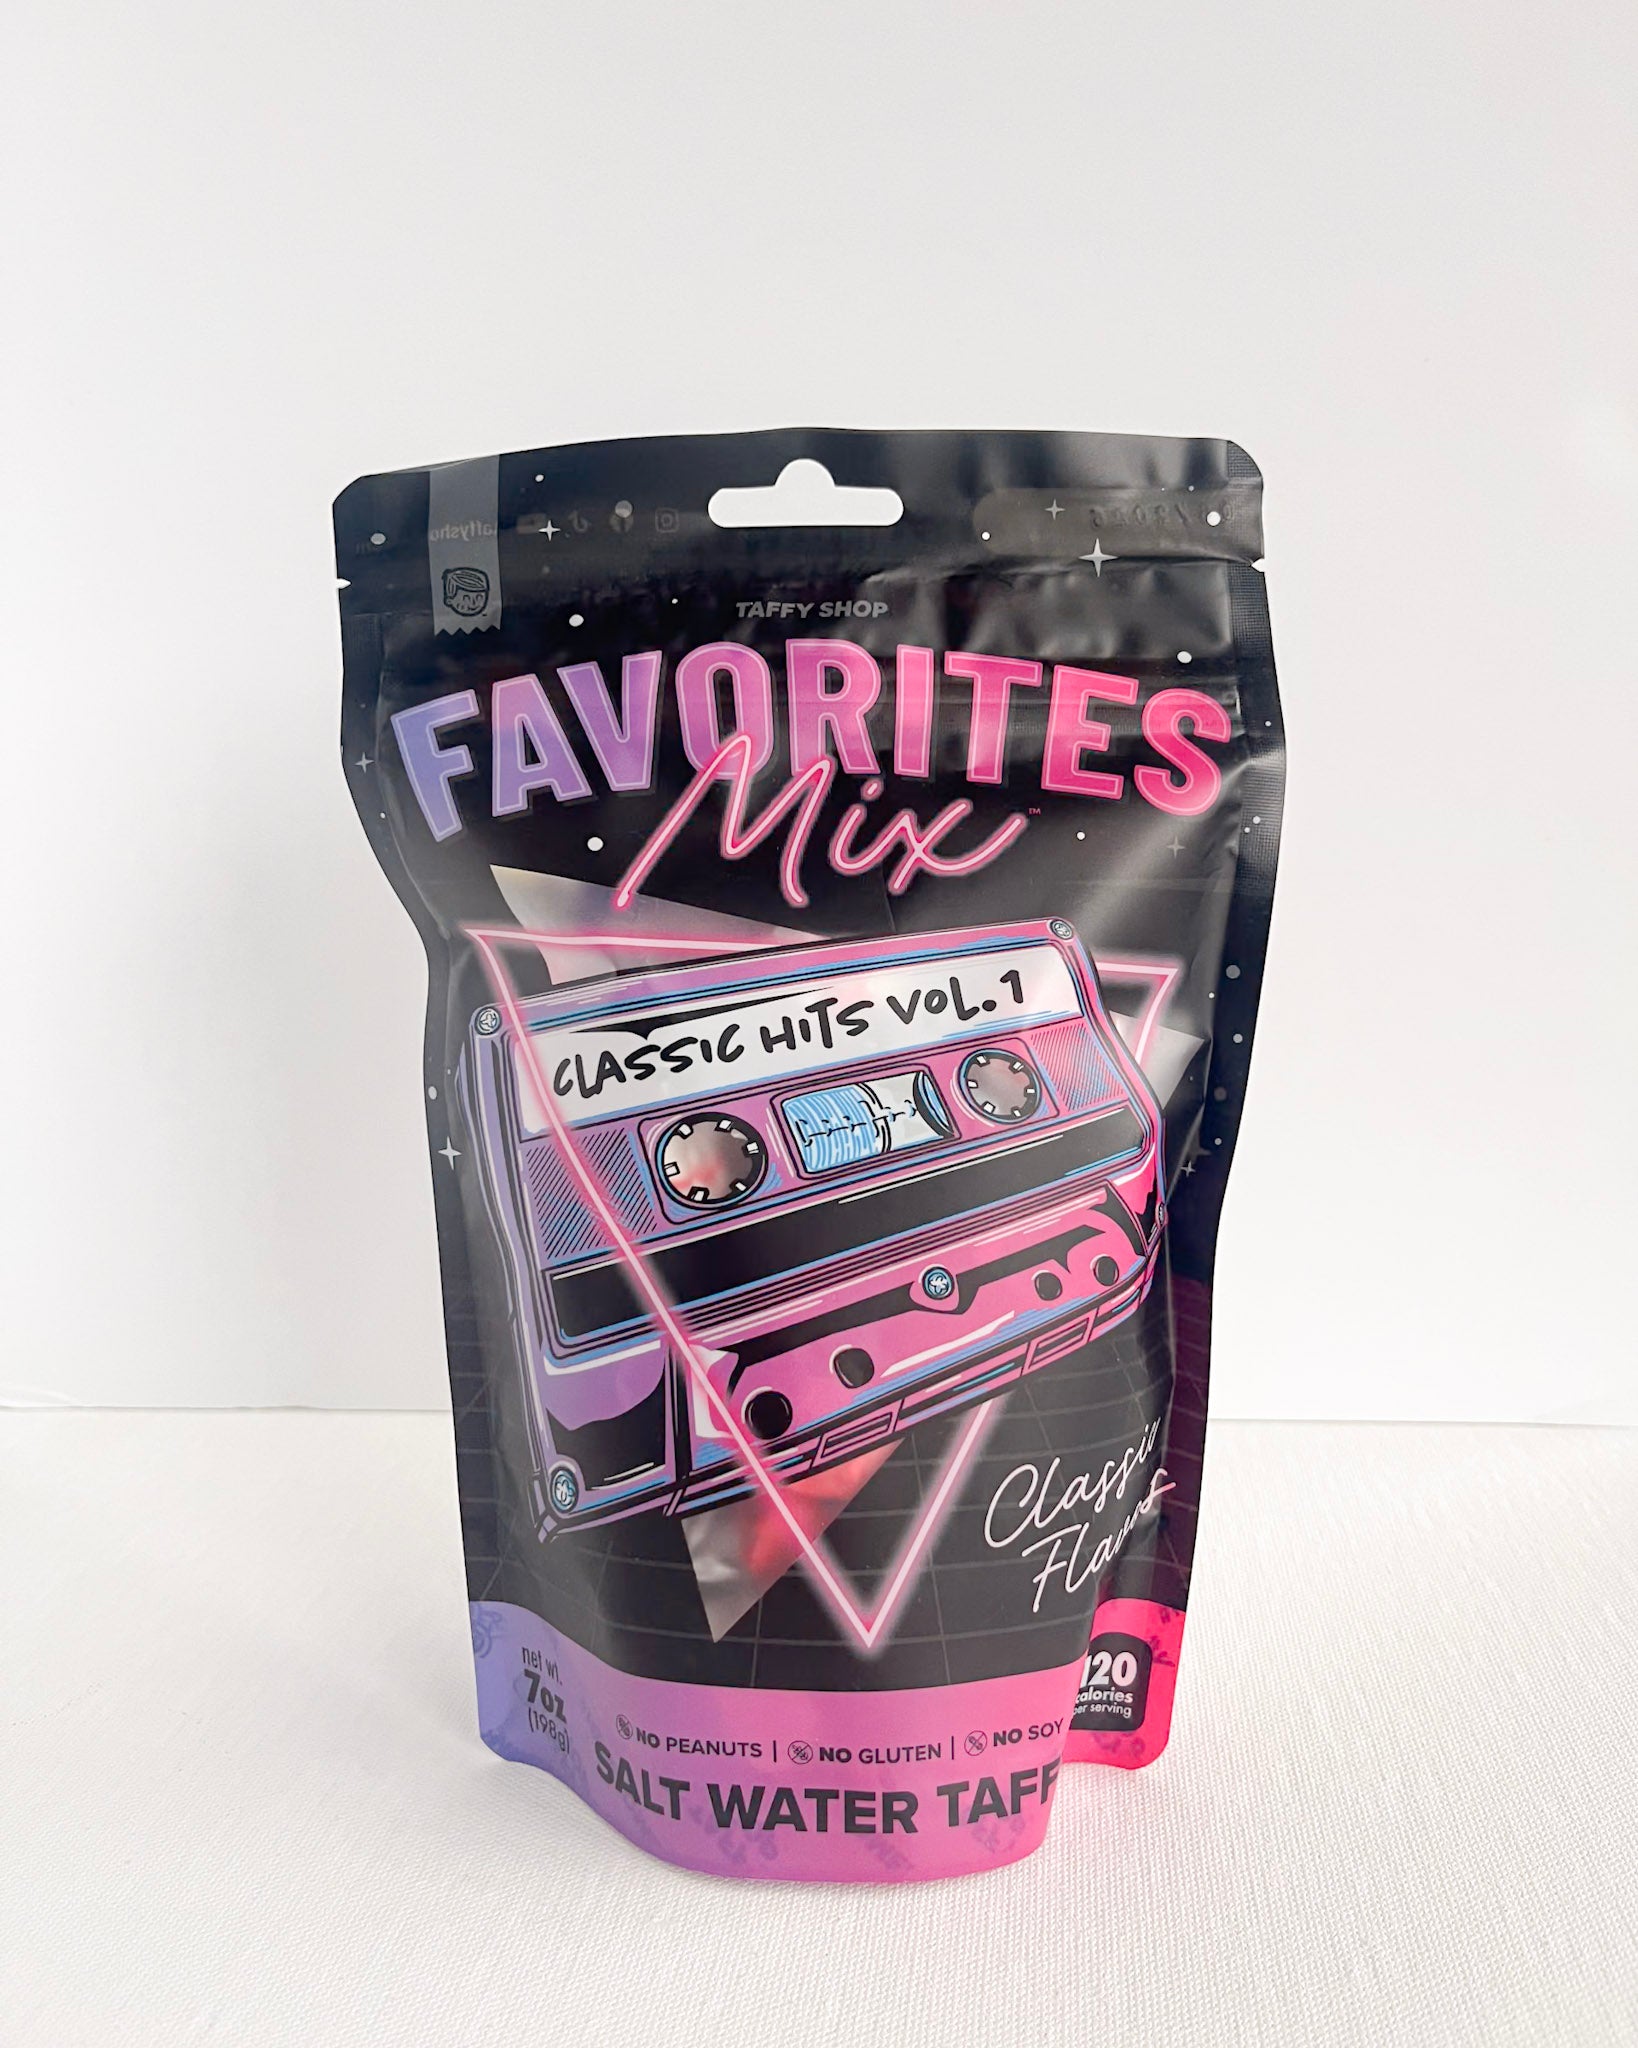 TAFFY SHOP
FAVORITES
Mix™
CLASSIC HITS VOL. 1
Classic
Flavors
120
calories
per serving
net wt.
7oz
(198g)
NO PEANUTS | NO GLUTEN | NO SOY
SALT WATER TAFF